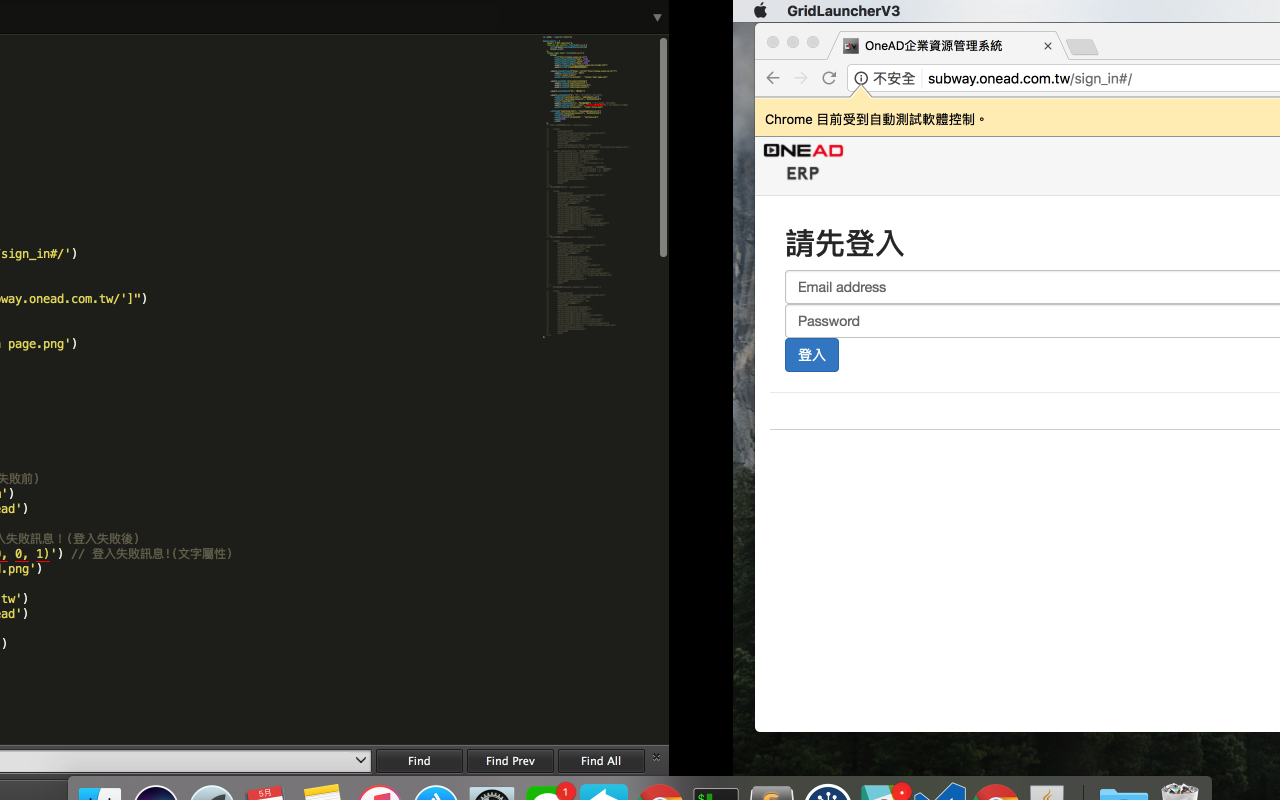 sign_in#/')
way.onead.com.tw/']")
page.png')
失敗前)
')
ead')
入失敗訊息！(登入失敗後)
, 0, 1)') // 登入失敗訊息!(文字屬性)
.png')
tw')
ead')
)
Find
Find Prev
Find All
GridLauncherV3
OneAD企業資源管理系統
不安全
subway.onead.com.tw/sign_in#/
Chrome 目前受到自動測試軟體控制。
ONEAD
ERP
請先登入
Email address
Password
登入
5月
1